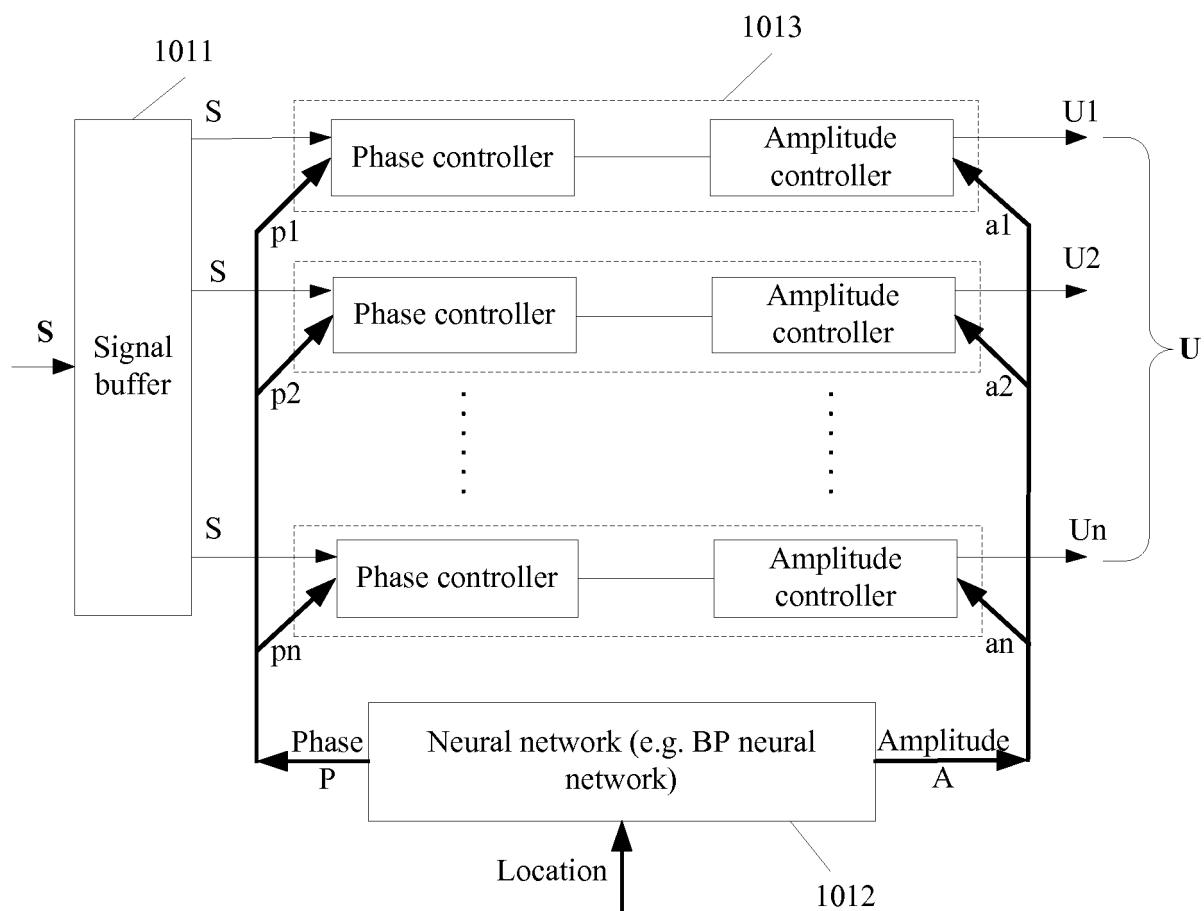 1013
1011
S
U1
Phase controller
Amplitude
controller
p1
a1
S
U2
Phase controller
Amplitude
controller
S
Signal
buffer
p2
a2
U
S
Un
Phase controller
Amplitude
controller
pn
an
Phase
P
Neural network (e.g. BP neural
network)
Amplitude
A
Location
1012